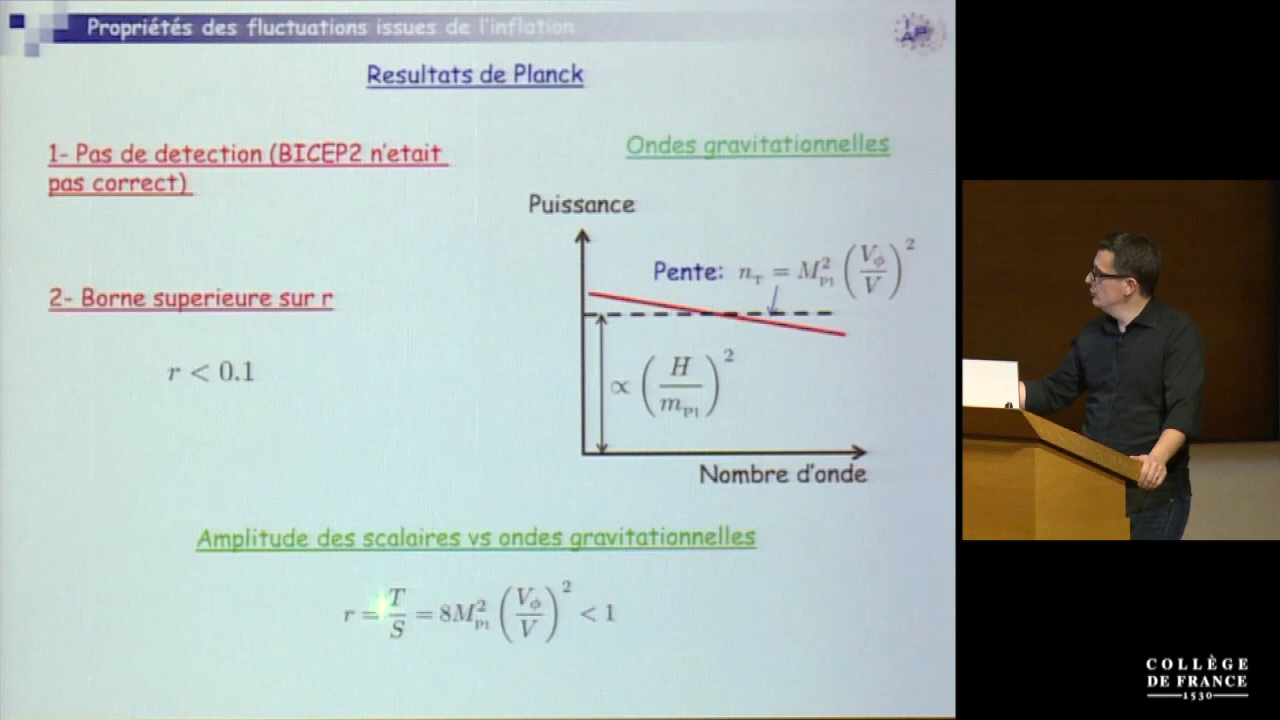 Propriétés des fluctuations issues de l'inflation
IAP
Resultats de Planck
1- Pas de detection (BICEP2 n'etait
pas correct)
Ondes gravitationnelles
Puissance
Pente: n_T = M_Pl^2 (V_ϕ / V)^2
2- Borne superieure sur r
r < 0.1
∝ (H / m_Pl)^2
Nombre d'onde
Amplitude des scalaires vs ondes gravitationnelles
r = T/S = 8M_Pl^2 (V_ϕ / V)^2 < 1
COLLÈGE
DE FRANCE
1530